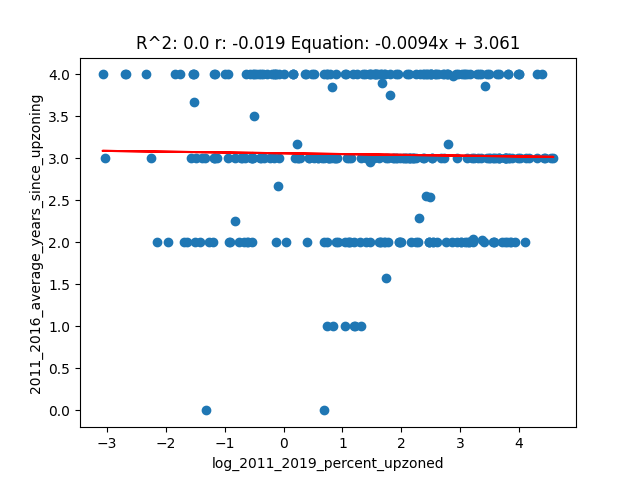 R^2: 0.0 r: -0.019 Equation: -0.0094x + 3.061
2011_2016_average_years_since_upzoning
4.0
3.5
3.0
2.5
2.0
1.5
1.0
0.5
0.0
−3 −2 −1 0 1 2 3 4
log_2011_2019_percent_upzoned